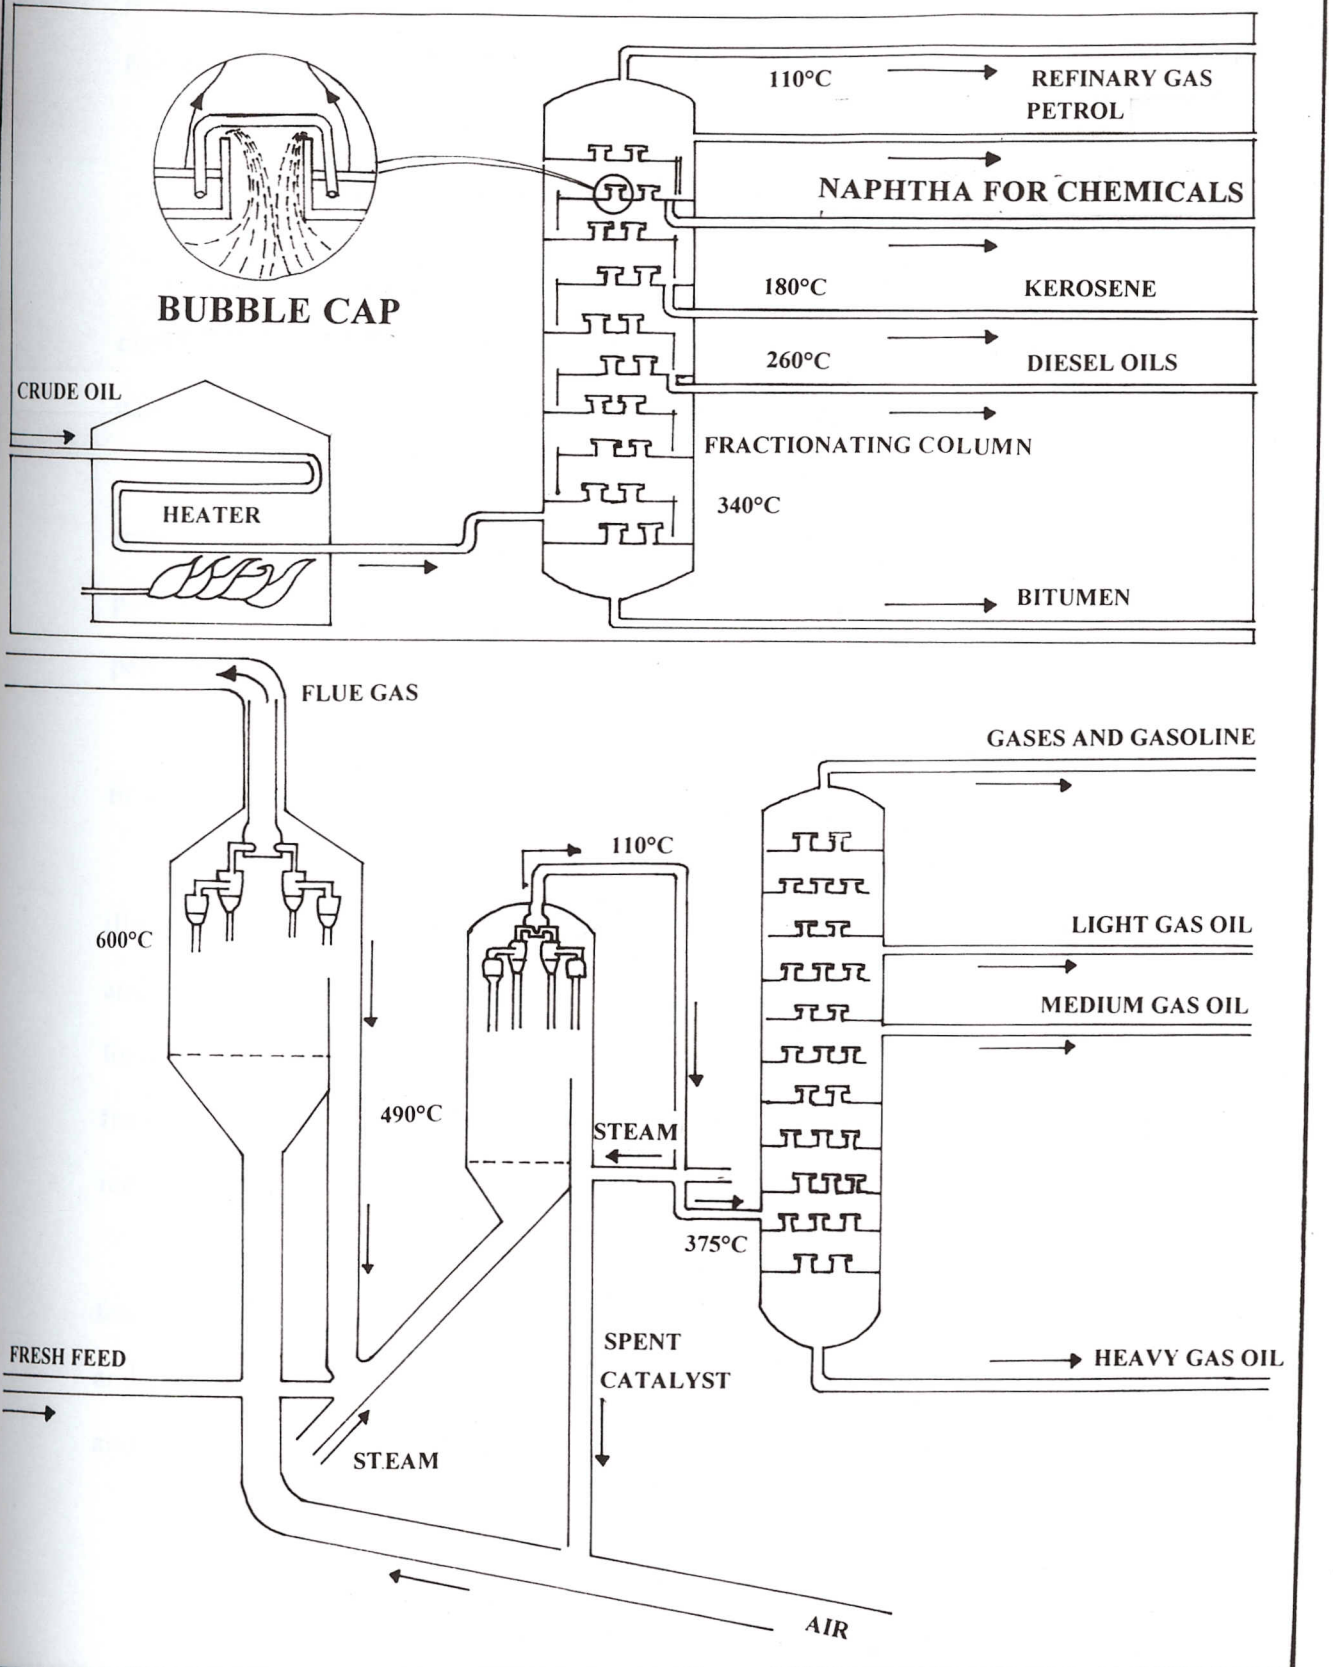 110°C
REFINARY GAS
PETROL
NAPHTHA FOR CHEMICALS
BUBBLE CAP
180°C
KEROSENE
260°C
DIESEL OILS
CRUDE OIL
FRACTIONATING COLUMN
HEATER
340°C
BITUMEN
FLUE GAS
GASES AND GASOLINE
110°C
600°C
LIGHT GAS OIL
MEDIUM GAS OIL
490°C
STEAM
375°C
SPENT
CATALYST
FRESH FEED
HEAVY GAS OIL
ST.EAM
AIR